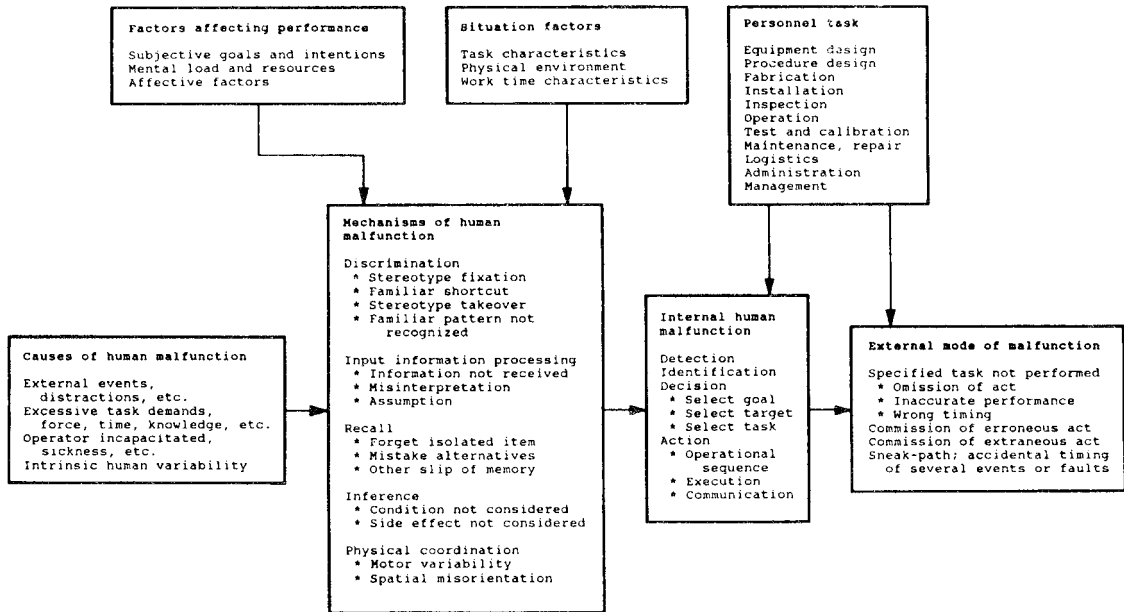 Factors affecting performance
Subjective goals and intentions
Mental load and resources
Affective factors
Situation factors
Task characteristics
Physical environment
Work time characteristics
Personnel task
Equipment dasign
Procedure design
Fabrication
Installation
Inspection
Operation
Test and calibration
Maintenance, repair
Logistics
Administration
Management
Causes of human malfunction
External events,
distractions, etc.
Excessive task demands,
force, time, knowledge, etc.
Operator incapacitated,
sickness, etc.
Intrinsic human variability
Mechanisms of human
malfunction
Discrimination
* Stereotype fixation
* Familiar shortcut
* Stereotype takeover
* Familiar pattern not
recognized
Input information processing
* Information not received
* Misinterpretation
* Assumption
Recall
* Forget isolated item
* Mistake alternatives
* Other slip of memory
Inference
* Condition not considered
* Side effect not considered
Physical coordination
* Motor variability
* Spatial misorientation
Internal human
malfunction
Detection
Identification
Decision
* Select goal
* Select target
* Select task
Action
* Operational
sequence
* Execution
* Communication
External mode of malfunction
Specified task not performed
* Omission of act
* Inaccurate performance
* Wrong timing
Commission of erroneous act
Commission of extraneous act
Sneak-path; accidental timing
of several events or faults